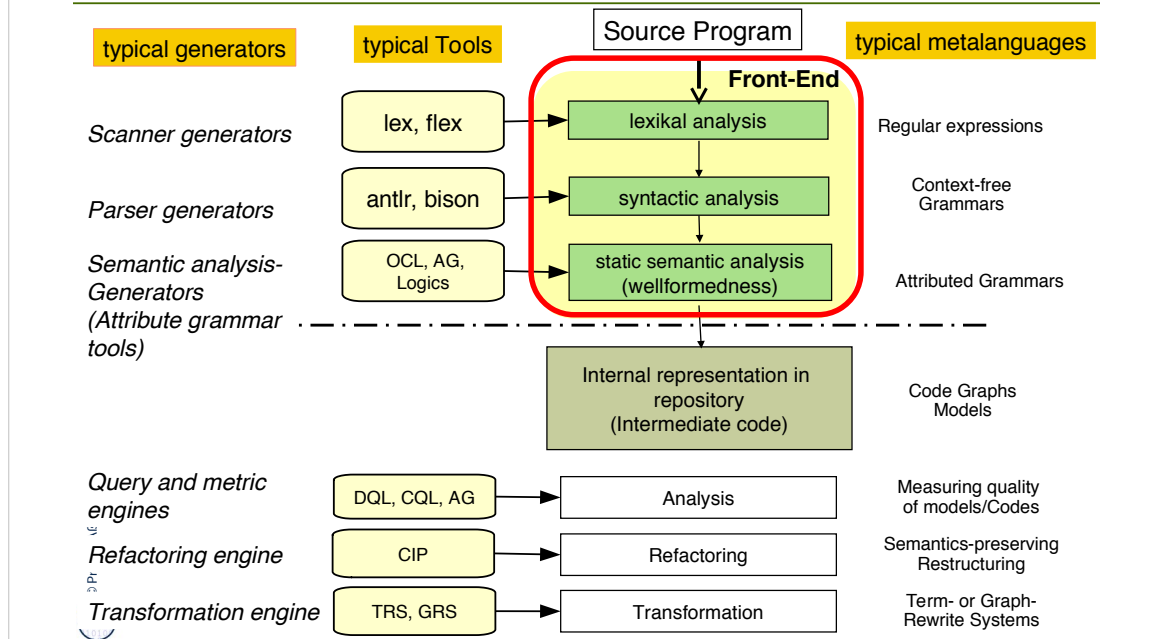 typical generators
typical Tools
Source Program
typical metalanguages
Front-End
Scanner generators
lex, flex
lexikal analysis
Regular expressions
Parser generators
antlr, bison
syntactic analysis
Context-free
Grammars
Semantic analysis-
Generators
(Attribute grammar
tools)
OCL, AG,
Logics
static semantic analysis
(wellformedness)
Attributed Grammars
Internal representation in
repository
(Intermediate code)
Code Graphs
Models
Query and metric
engines
DQL, CQL, AG
Analysis
Measuring quality
of models/Codes
Refactoring engine
CIP
Refactoring
Semantics-preserving
Restructuring
Transformation engine
TRS, GRS
Transformation
Term- or Graph-
Rewrite Systems